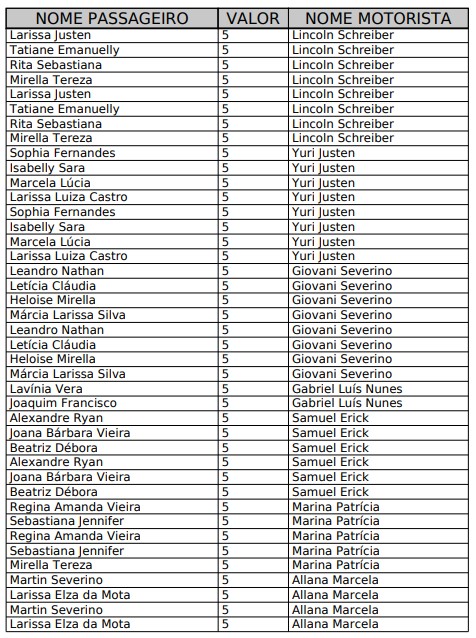 NOME PASSAGEIRO VALOR NOME MOTORISTA
Larissa Justen 5 Lincoln Schreiber
Tatiane Emanuelly 5 Lincoln Schreiber
Rita Sebastiana 5 Lincoln Schreiber
Mirella Tereza 5 Lincoln Schreiber
Larissa Justen 5 Lincoln Schreiber
Tatiane Emanuelly 5 Lincoln Schreiber
Rita Sebastiana 5 Lincoln Schreiber
Mirella Tereza 5 Lincoln Schreiber
Sophia Fernandes 5 Yuri Justen
Isabelly Sara 5 Yuri Justen
Marcela Lúcia 5 Yuri Justen
Larissa Luiza Castro 5 Yuri Justen
Sophia Fernandes 5 Yuri Justen
Isabelly Sara 5 Yuri Justen
Marcela Lúcia 5 Yuri Justen
Larissa Luiza Castro 5 Yuri Justen
Leandro Nathan 5 Giovani Severino
Letícia Cláudia 5 Giovani Severino
Heloise Mirella 5 Giovani Severino
Márcia Larissa Silva 5 Giovani Severino
Leandro Nathan 5 Giovani Severino
Letícia Cláudia 5 Giovani Severino
Heloise Mirella 5 Giovani Severino
Márcia Larissa Silva 5 Giovani Severino
Lavínia Vera 5 Gabriel Luís Nunes
Joaquim Francisco 5 Gabriel Luís Nunes
Alexandre Ryan 5 Samuel Erick
Joana Bárbara Vieira 5 Samuel Erick
Beatriz Débora 5 Samuel Erick
Alexandre Ryan 5 Samuel Erick
Joana Bárbara Vieira 5 Samuel Erick
Beatriz Débora 5 Samuel Erick
Regina Amanda Vieira 5 Marina Patrícia
Sebastiana Jennifer 5 Marina Patrícia
Regina Amanda Vieira 5 Marina Patrícia
Sebastiana Jennifer 5 Marina Patrícia
Mirella Tereza 5 Marina Patrícia
Martin Severino 5 Allana Marcela
Larissa Elza da Mota 5 Allana Marcela
Martin Severino 5 Allana Marcela
Larissa Elza da Mota 5 Allana Marcela